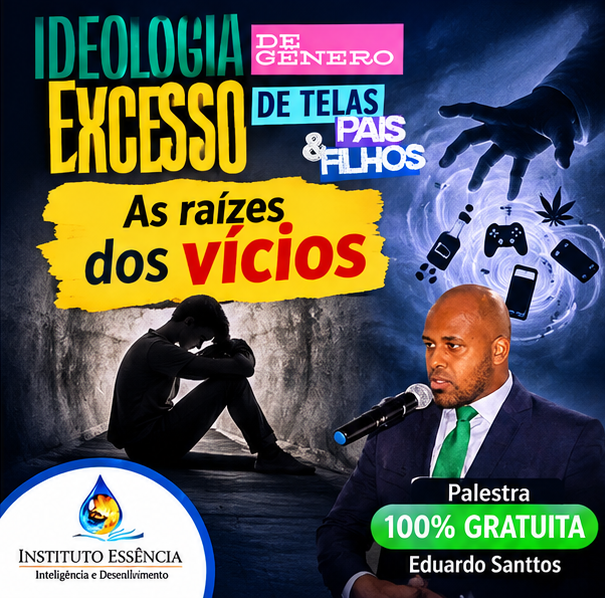 IDEOLOGIA
DE
GÊNERO
EXCESSO
DE TELAS
& PAIS
FILHOS
As raízes
dos vícios
Palestra
100% GRATUITA
Eduardo Santtos
INSTITUTO ESSÊNCIA
Inteligência e Desenllvimento